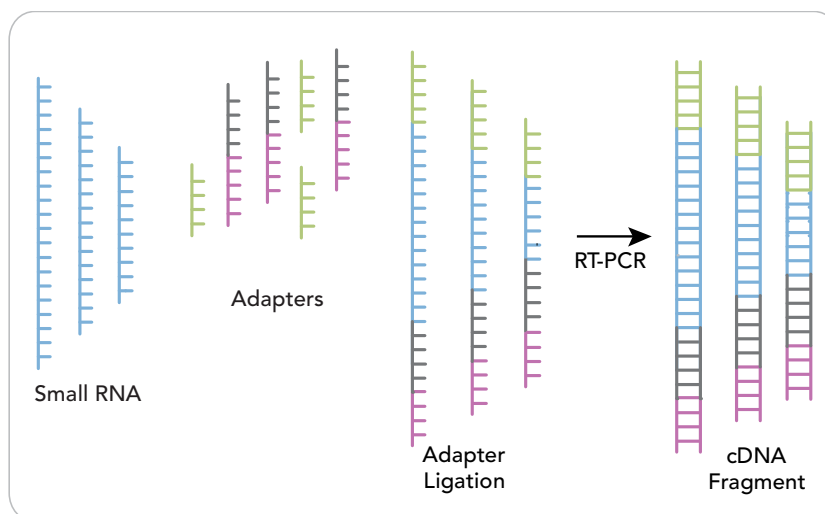 Small RNA
Adapters
Adapter
Ligation
RT-PCR
cDNA
Fragment